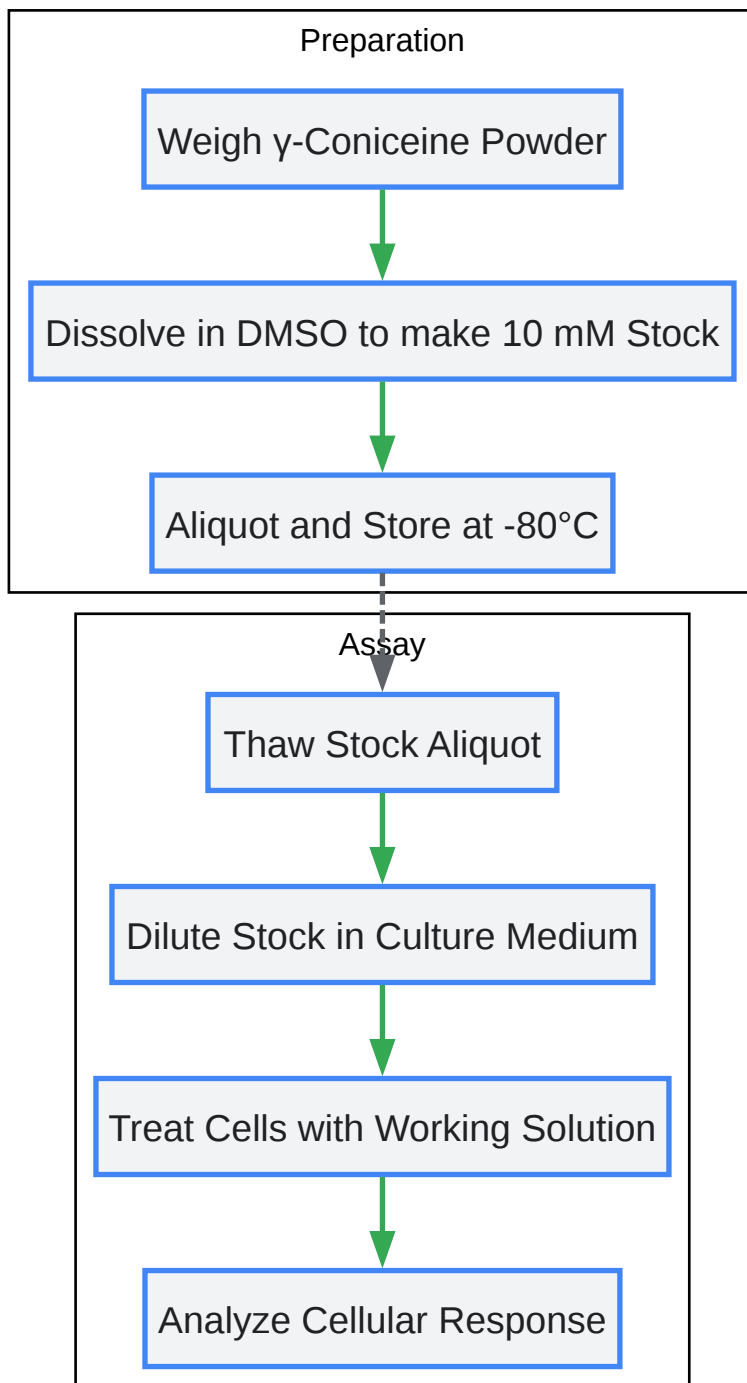 Preparation
Weigh γ-Coniceine Powder
Dissolve in DMSO to make 10 mM Stock
Aliquot and Store at -80°C
Assay
Thaw Stock Aliquot
Dilute Stock in Culture Medium
Treat Cells with Working Solution
Analyze Cellular Response